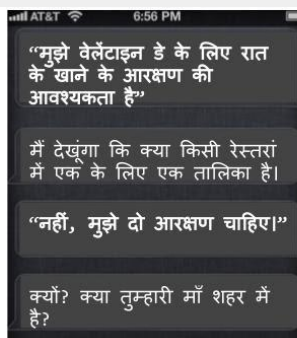 AT&T 6:56 PM
“मुझे वेलेंटाइन डे के लिए रात
के खाने के आरक्षण की
आवश्यकता है”
मैं देखूंगा कि क्या किसी रेस्तरां
में एक के लिए एक तालिका है।
“नहीं, मुझे दो आरक्षण चाहिए।”
क्यों? क्या तुम्हारी माँ शहर में
है?